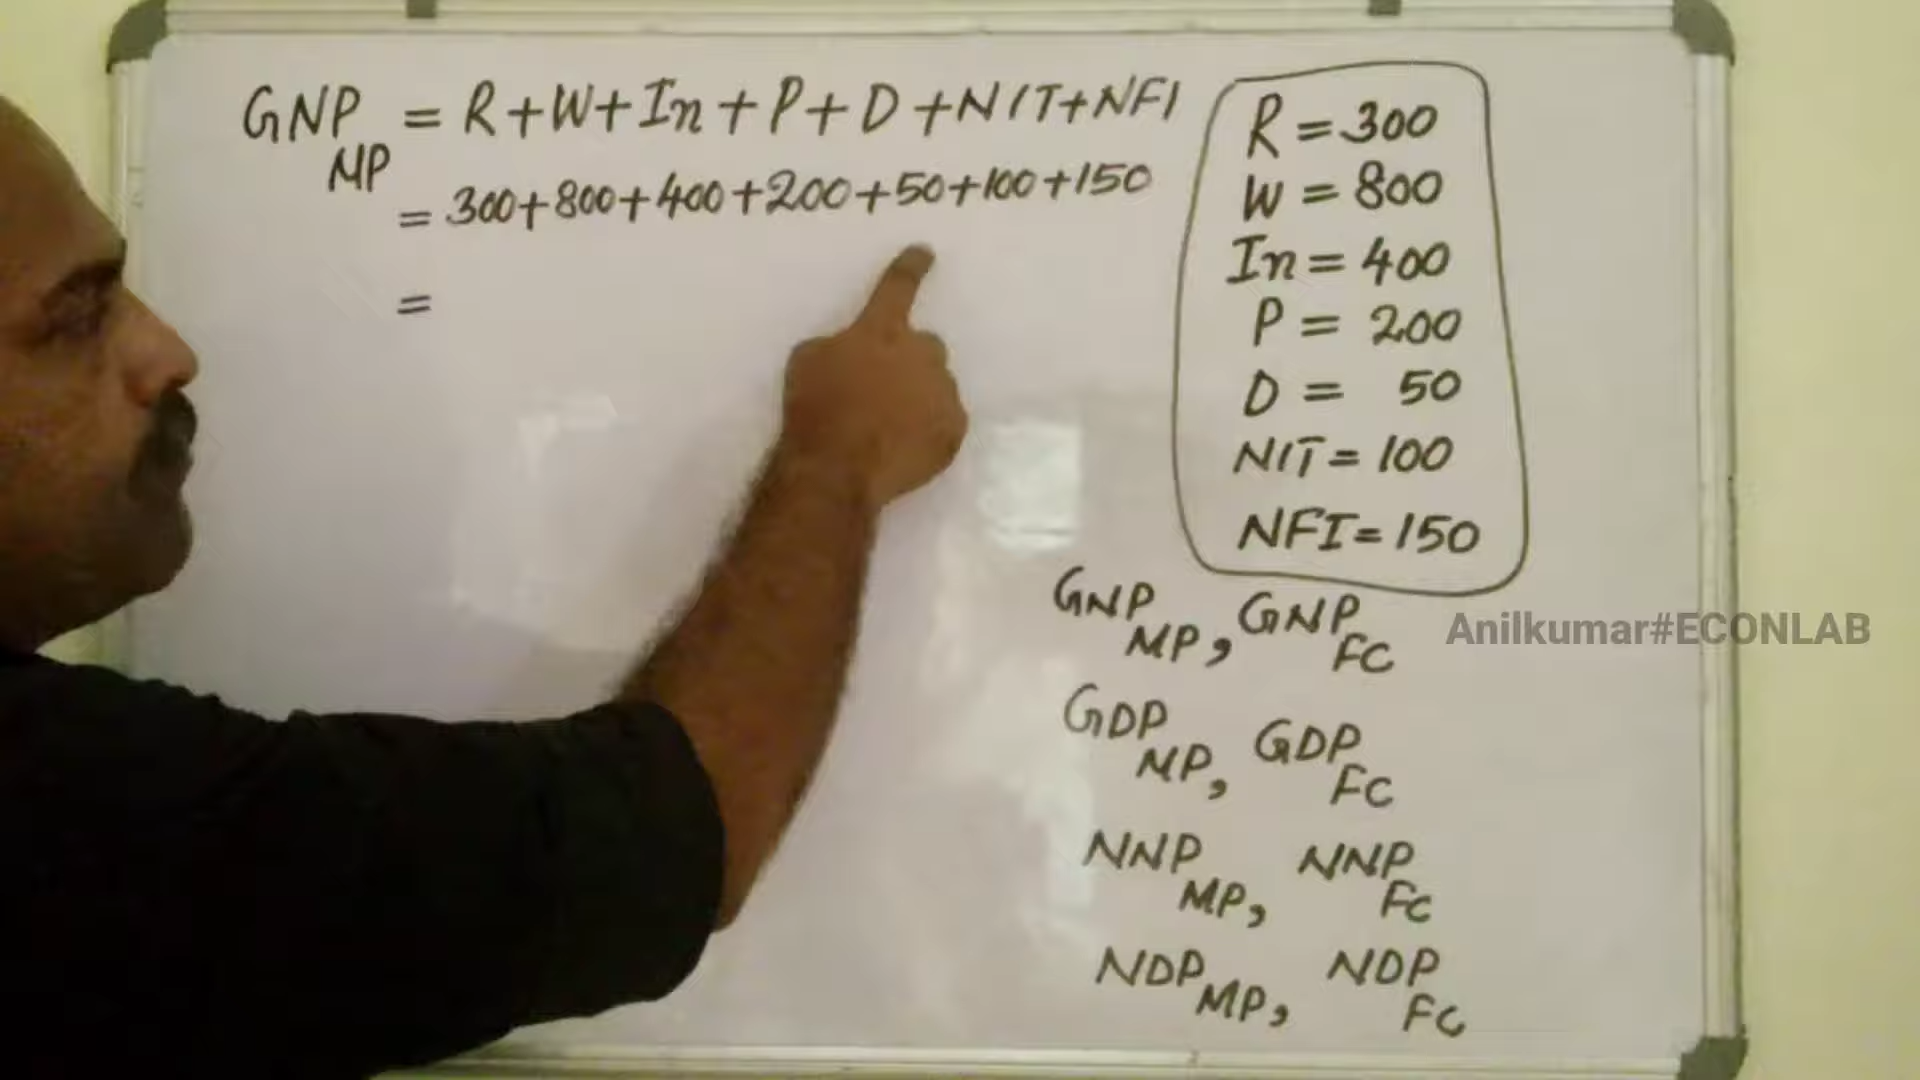 GNP MP = R+W+In+P+D+NIT+NFI
= 300+800+400+200+50+100+150
=
R = 300
W = 800
In = 400
P = 200
D = 50
NIT = 100
NFI = 150
GNP MP, GNP FC
GDP MP, GDP FC
NNP MP, NNP FC
NDP MP, NDP FC
Anilkumar#ECONLAB